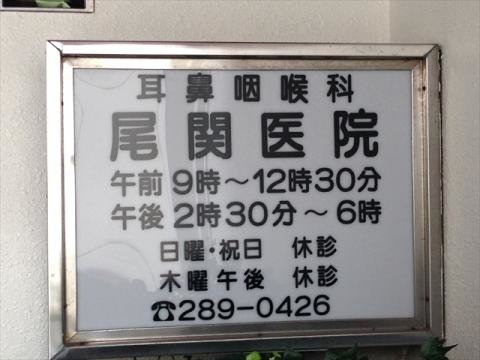 耳鼻咽喉科
尾関医院
午前9時～12時30分
午後2時30分～6時
日曜・祝日 休診
木曜午後 休診
☎289-0426